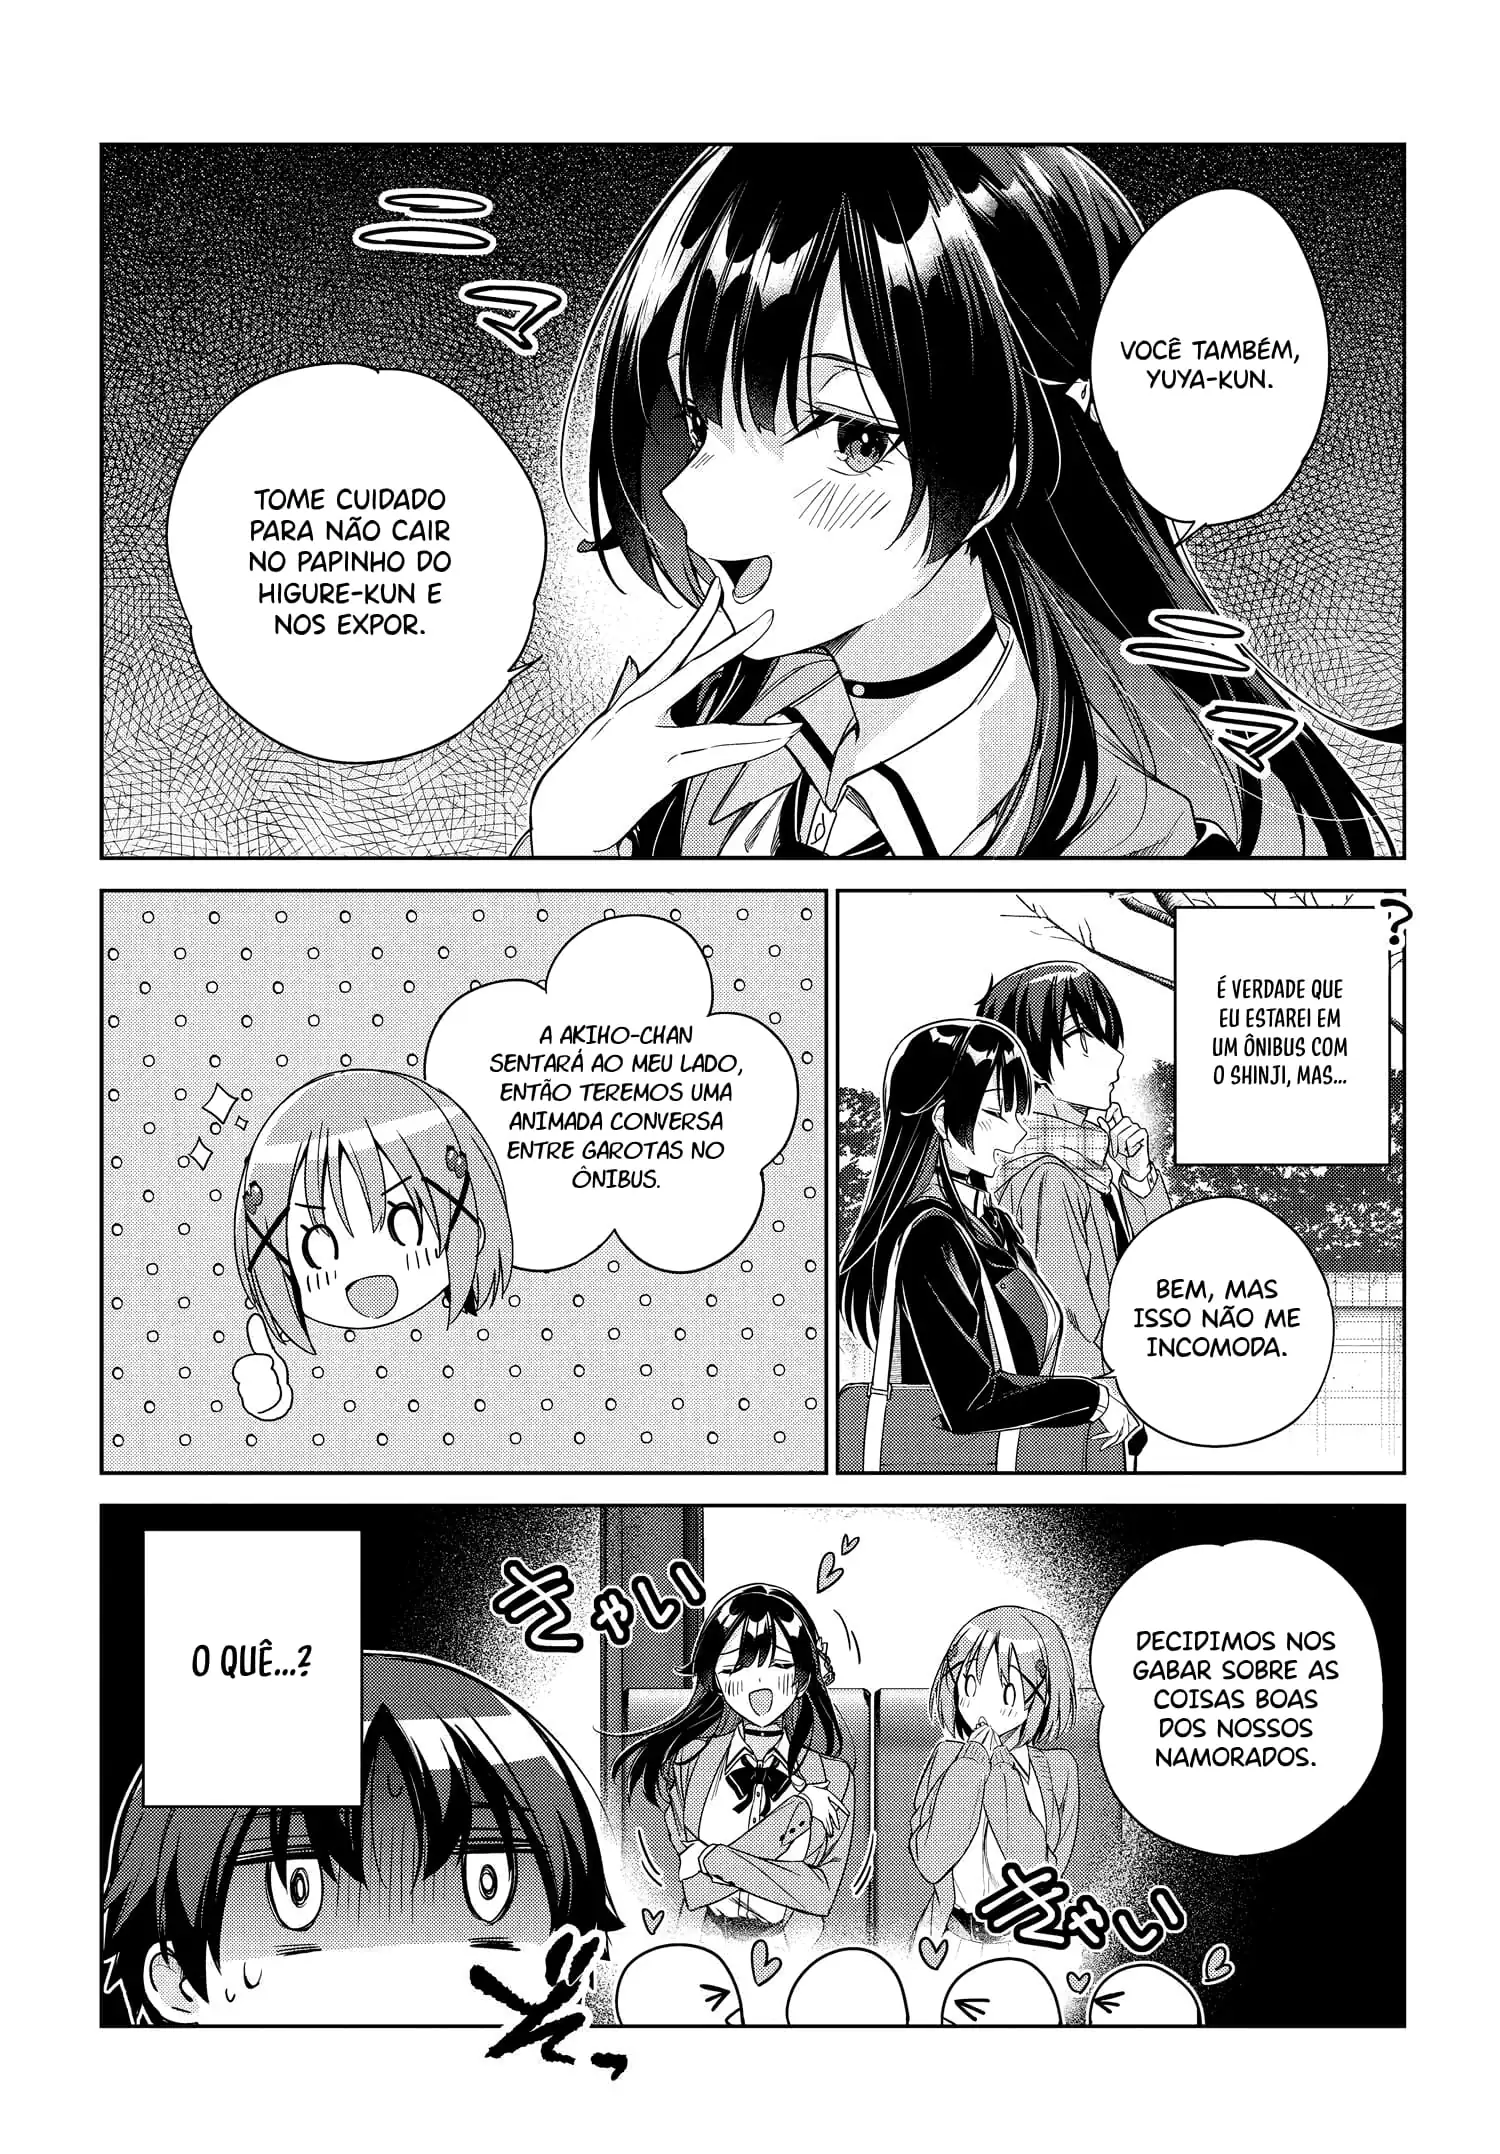 VOCÊ TAMBÉM,
YUYA-KUN.
TOME CUIDADO
PARA NÃO CAIR
NO PAPINHO DO
HIGURE-KUN E
NOS EXPOR.
?
É VERDADE QUE
EU ESTAREI EM
UM ÔNIBUS COM
O SHINJI, MAS...
BEM, MAS
ISSO NÃO ME
INCOMODA.
A AKIHO-CHAN
SENTARÁ AO MEU LADO,
ENTÃO TEREMOS UMA
ANIMADA CONVERSA
ENTRE GAROTAS NO
ÔNIBUS.
DECIDIMOS NOS
GABAR SOBRE AS
COISAS BOAS
DOS NOSSOS
NAMORADOS.
きゃい
きゃい
O QUÊ...?